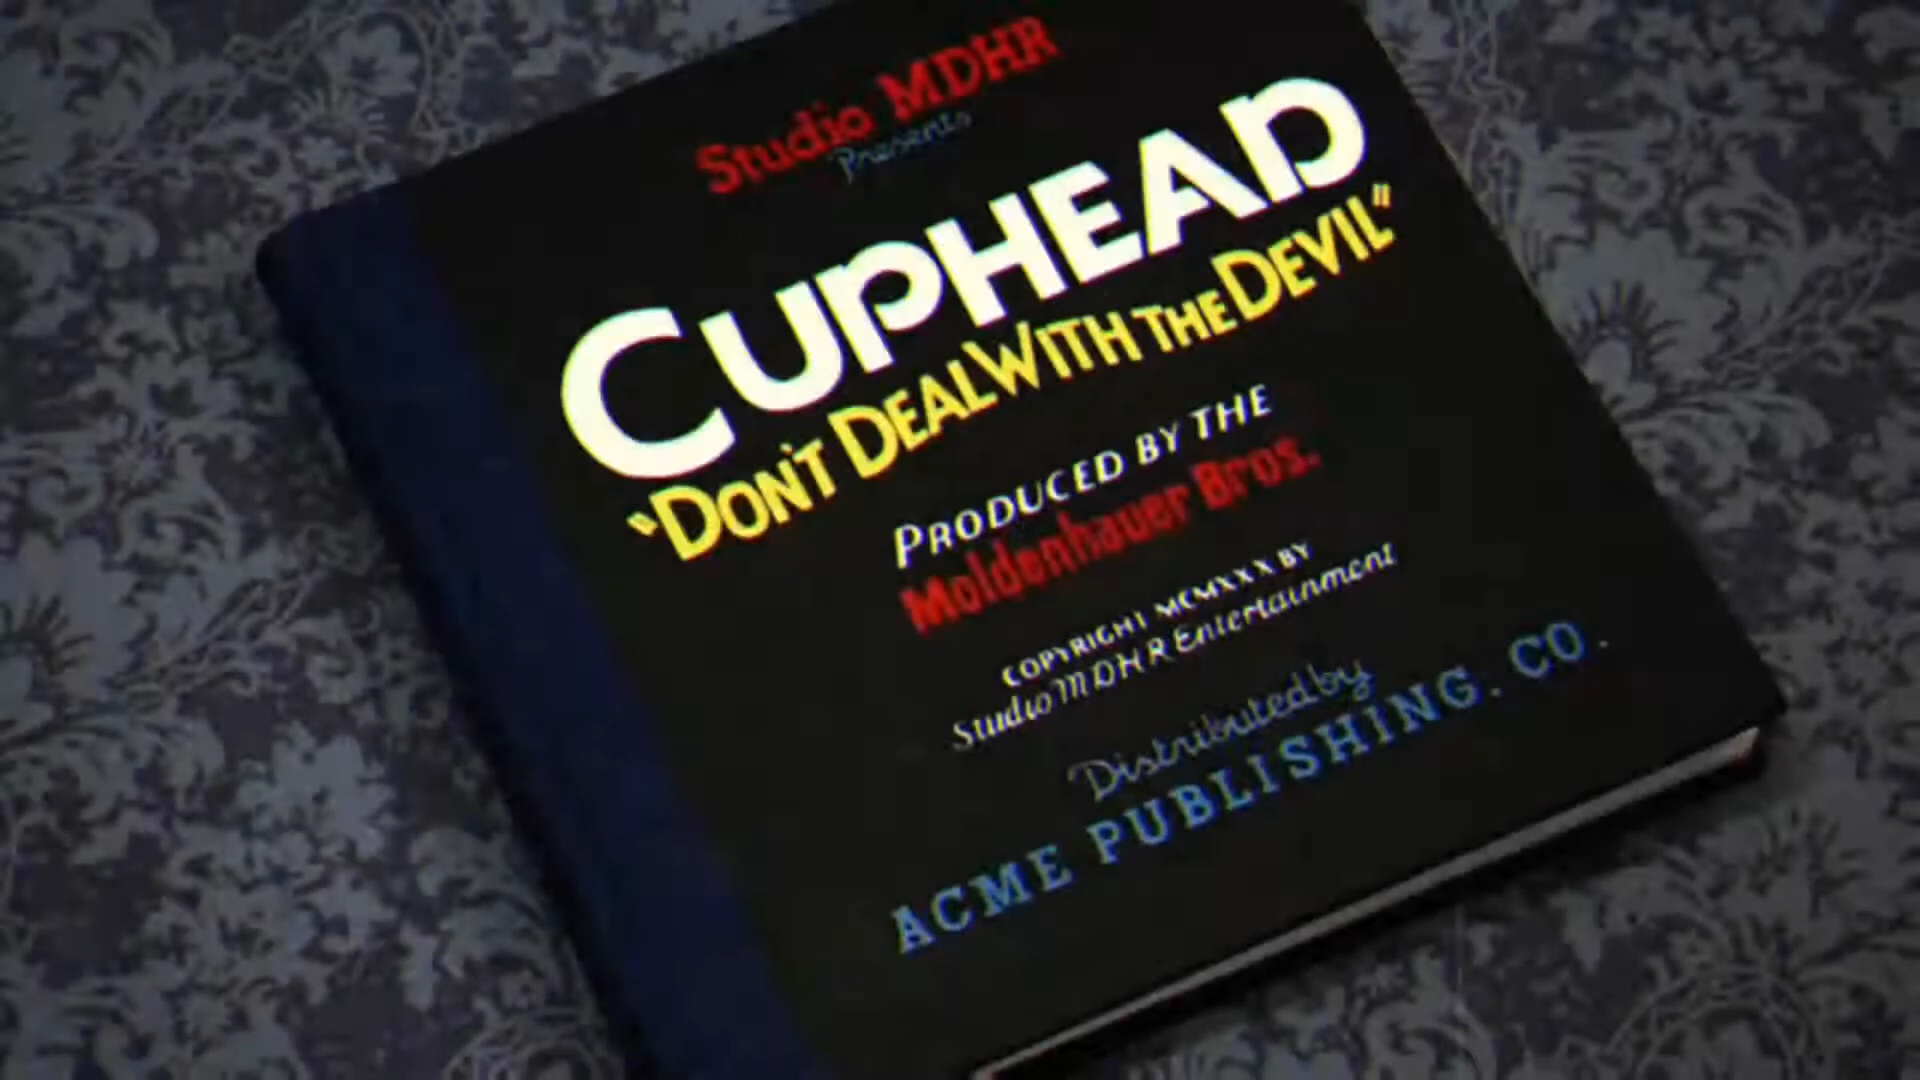 Studio MDHR
Presents
CUPHEAD
"DON'T DEAL WITH THE DEVIL"
PRODUCED BY THE
Moldenhauer Bros.
COPYRIGHT MCMXXX BY
Studio MDHR Entertainment
Distributed by
ACME PUBLISHING. CO.